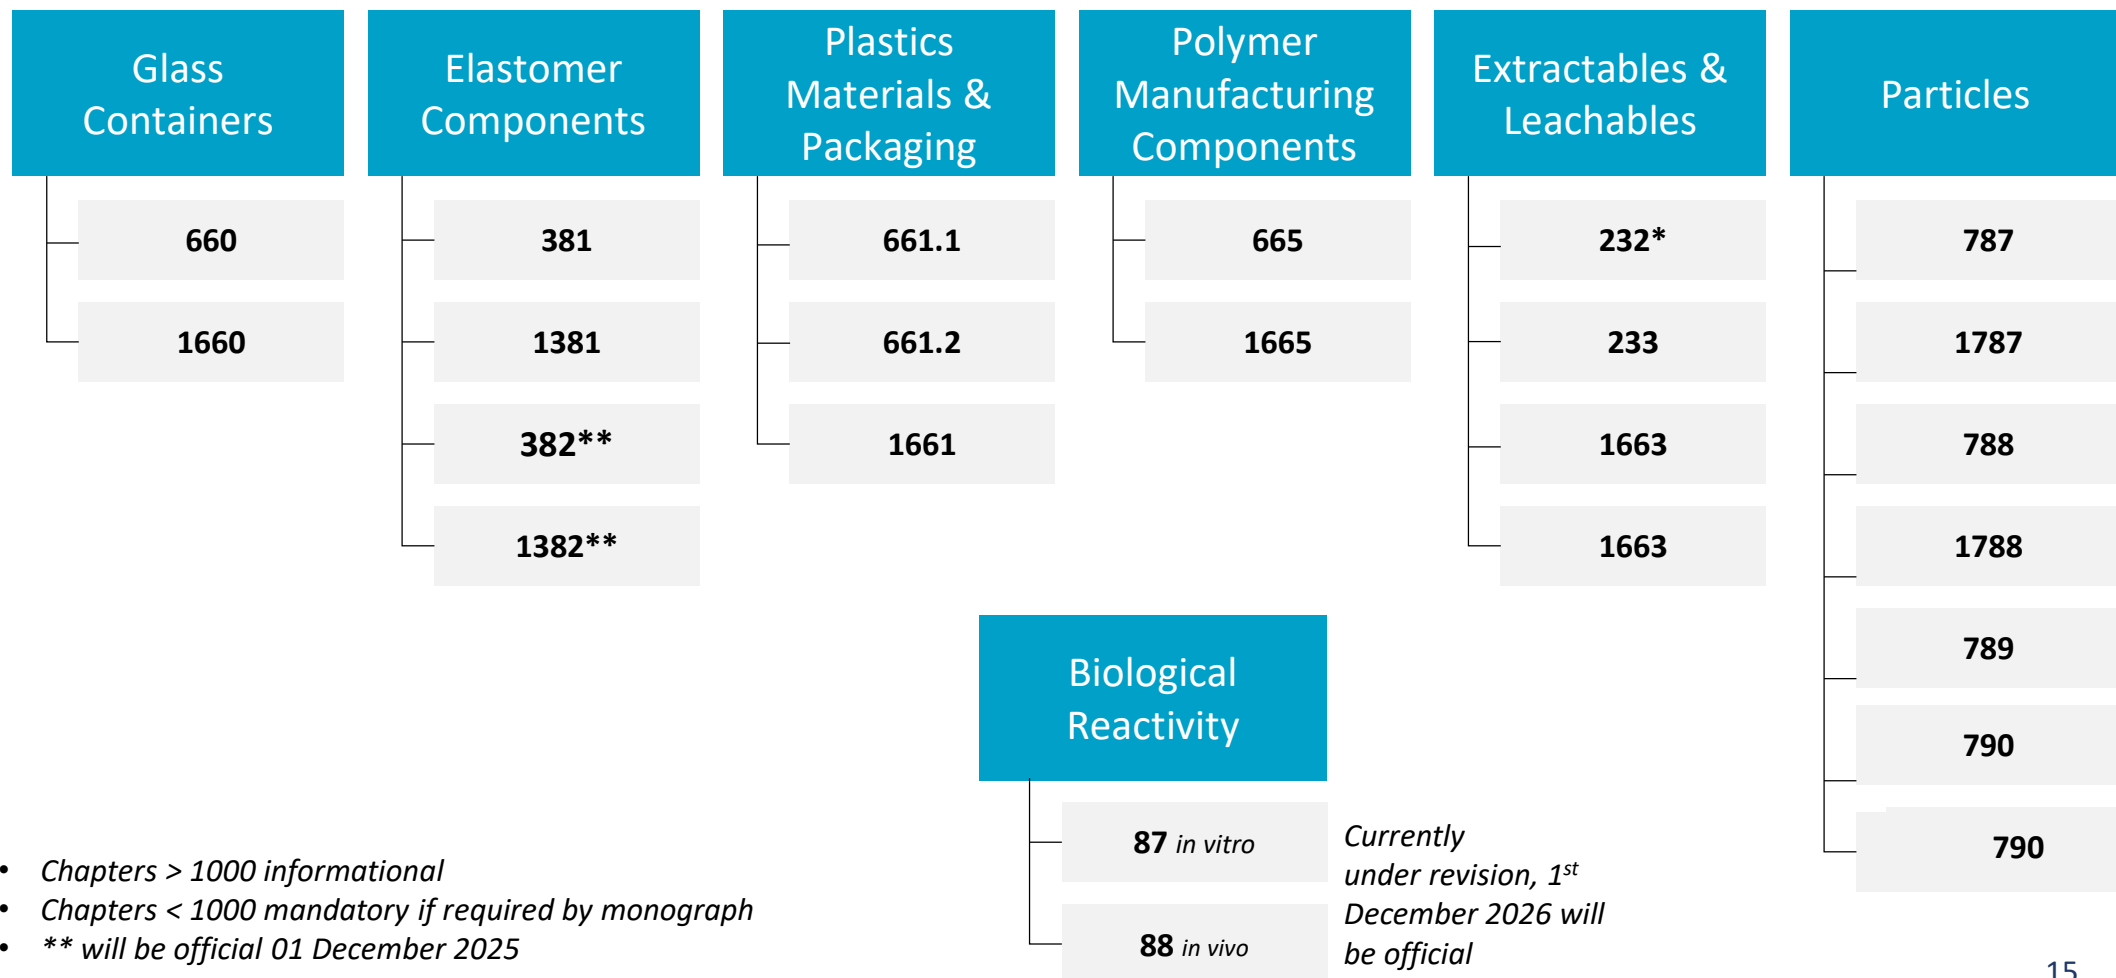 Glass
Containers
660
1660
Elastomer
Components
381
1381
382**
1382**
Plastics
Materials &
Packaging
661.1
661.2
1661
Polymer
Manufacturing
Components
665
1665
Extractables &
Leachables
232*
233
1663
1663
Particles
787
1787
788
1788
789
790
790
Biological
Reactivity
87 in vitro
88 in vivo
Currently
under revision, 1st
December 2026 will
be official
• Chapters > 1000 informational
• Chapters < 1000 mandatory if required by monograph
• ** will be official 01 December 2025
15